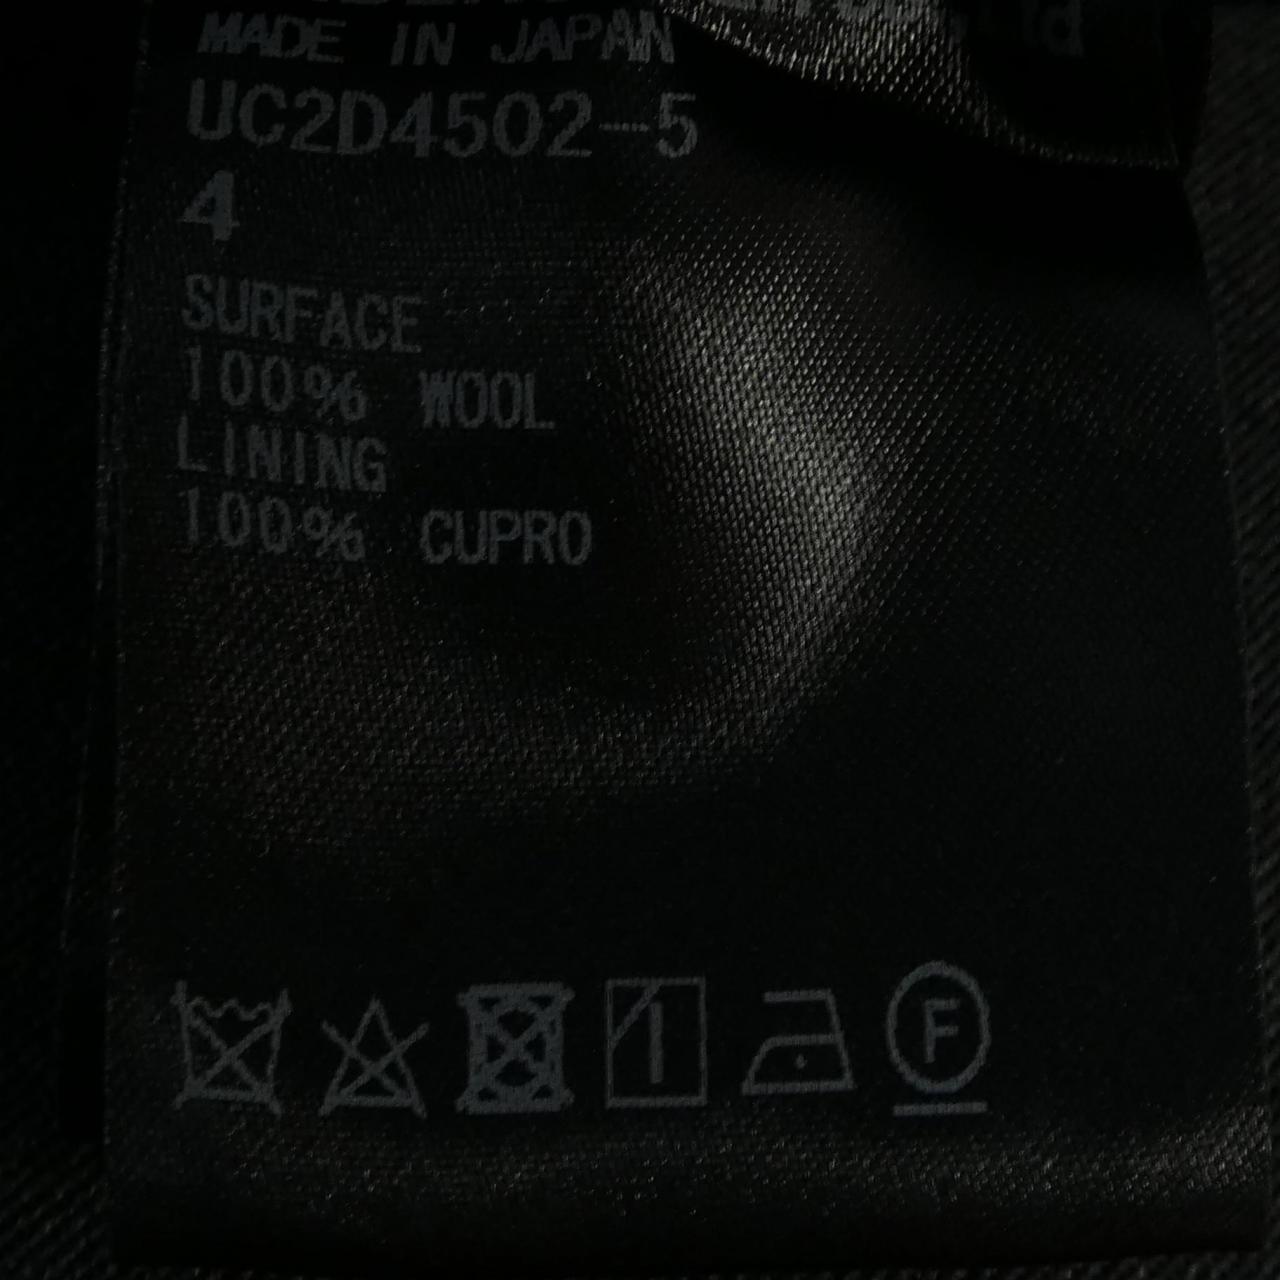 MADE IN JAPAN
UC2D4502-5
4
SURFACE
100% WOOL
LINING
100% CUPRO
F